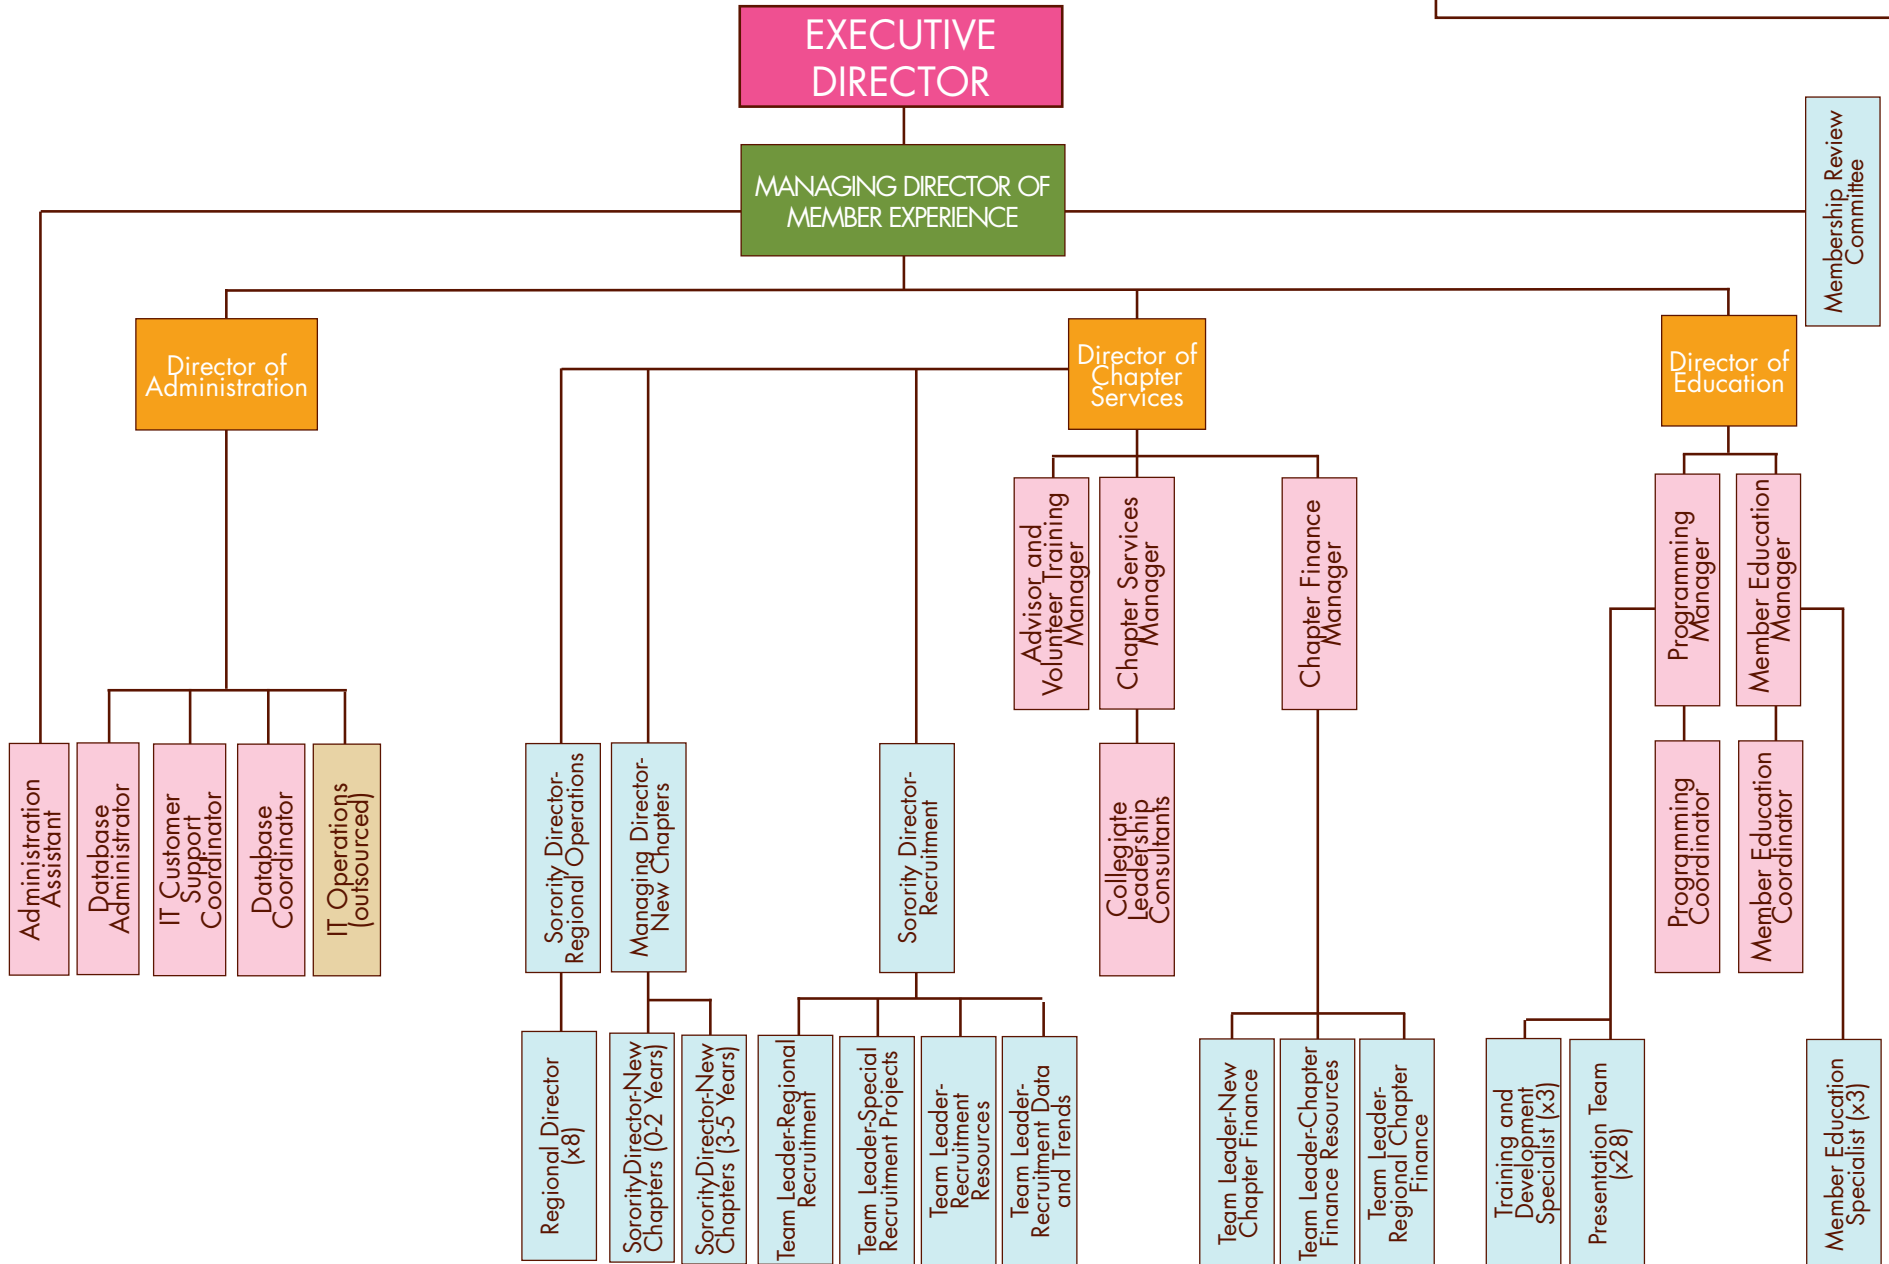 EXECUTIVE
DIRECTOR
MANAGING DIRECTOR OF
MEMBER EXPERIENCE
Membership Review
Committee
Director of
Administration
Director of
Chapter
Services
Director of
Education
Advisor and
Volunteer Training
Manager
Chapter Services
Manager
Chapter Finance
Manager
Programming
Manager
Member Education
Manager
Administration
Assistant
Database
Administrator
IT Customer
Support
Coordinator
Database
Coordinator
IT Operations
(outsourced)
Sorority Director-
Regional Operations
Managing Director-
New Chapters
Sorority Director-
Recruitment
Collegiate
Leadership
Consultants
Programming
Coordinator
Member Education
Coordinator
Regional Director
(x8)
SororityDirector-New
Chapters (0-2 Years)
SororityDirector-New
Chapters (3-5 Years)
Team Leader-Regional
Recruitment
Team Leader-Special
Recruitment Projects
Team Leader-
Recruitment
Resources
Team Leader-
Recruitment Data
and Trends
Team Leader-New
Chapter Finance
Team Leader-Chapter
Finance Resources
Team Leader-
Regional Chapter
Finance
Training and
Development
Specialist (x3)
Presentation Team
(x28)
Member Education
Specialist (x3)